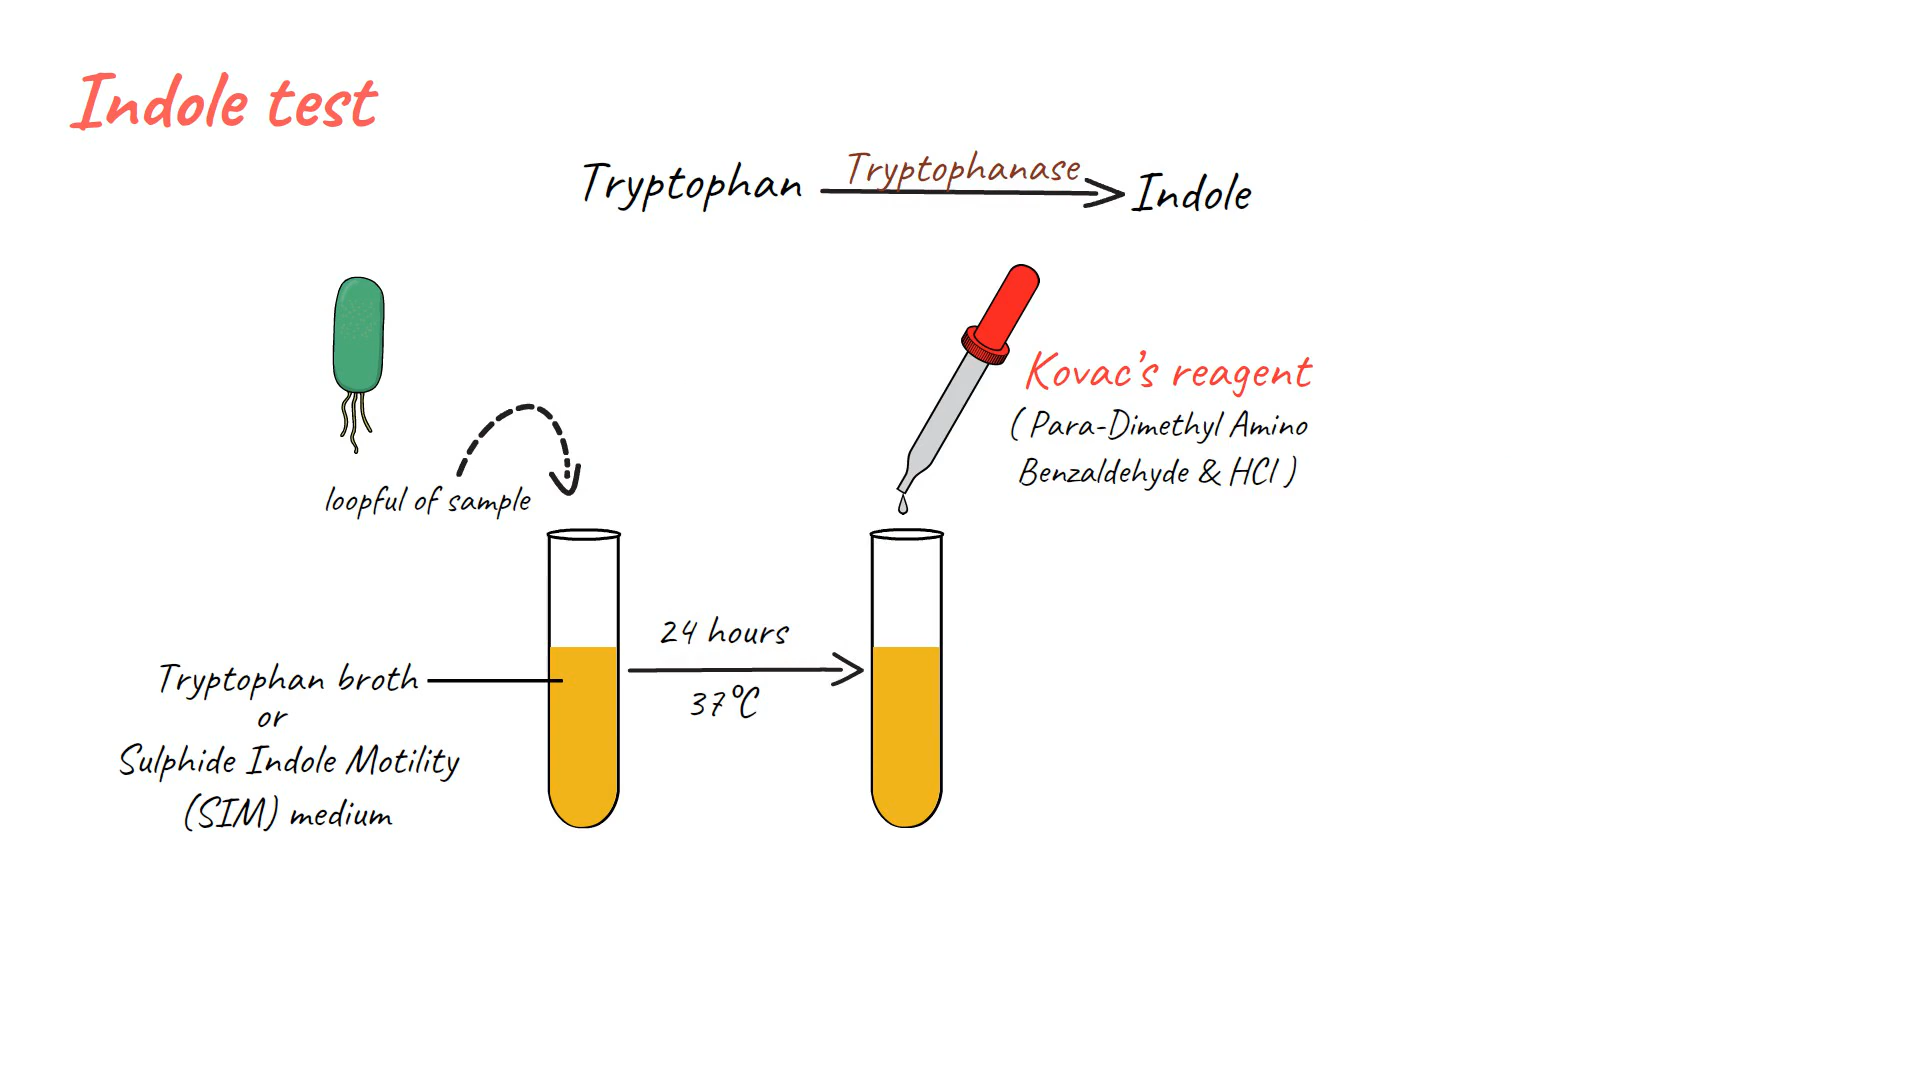 Indole test
Tryptophan
Tryptophanase
Indole
Kovac's reagent
( Para-Dimethyl Amino
Benzaldehyde & HCl )
loopful of sample
24 hours
37°C
Tryptophan broth
or
Sulphide Indole Motility
(SIM) medium